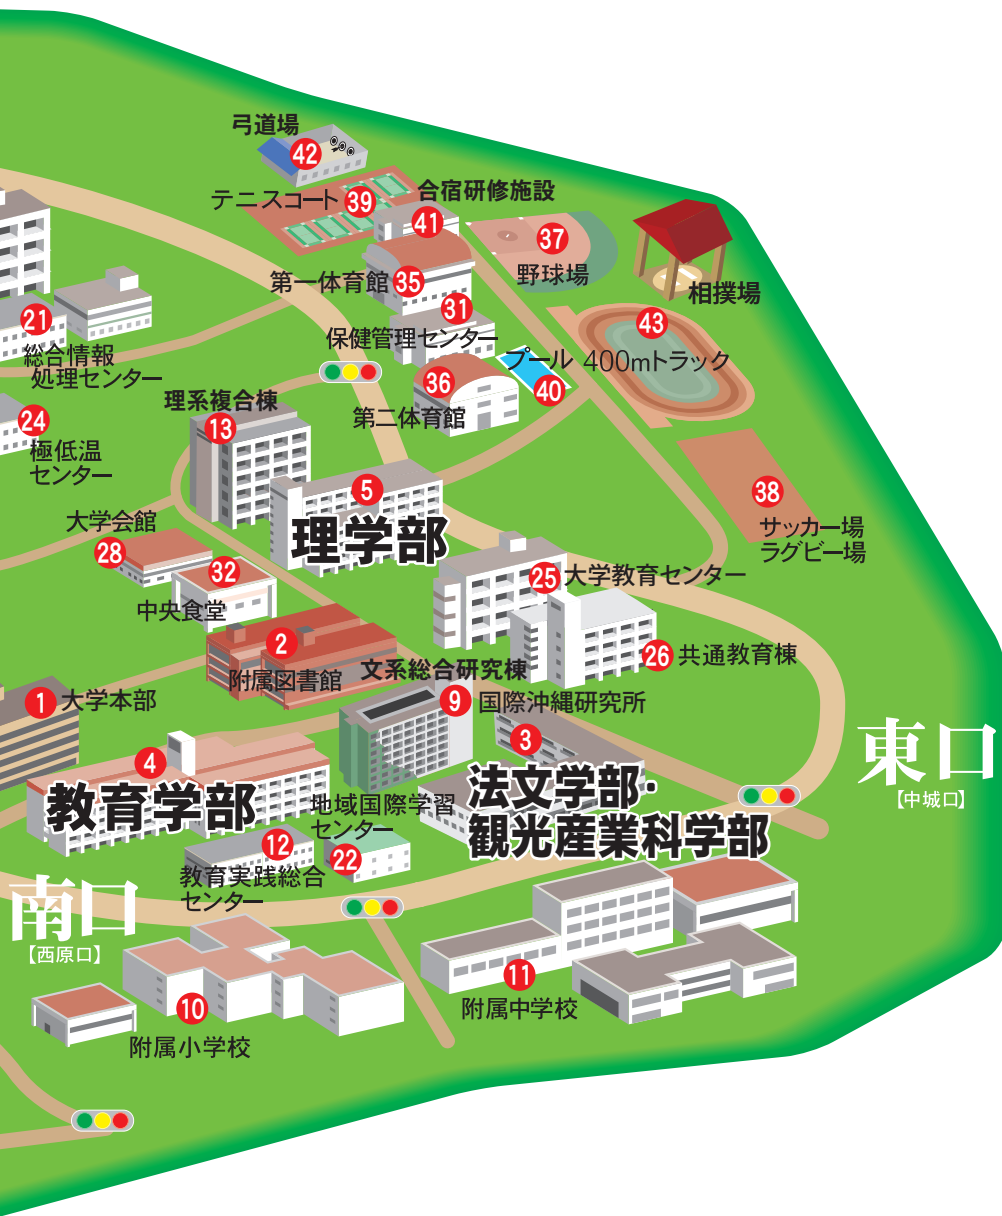 弓道場
42
テニスコート 39
合宿研修施設
41
37
野球場
相撲場
第一体育館 35
31
保健管理センター
43
プール
40
400mトラック
21
総合情報
処理センター
36
第二体育館
理系複合棟
13
24
極低温
センター
5
理学部
38
サッカー場
ラグビー場
大学会館
28
32
中央食堂
25 大学教育センター
2
附属図書館
26 共通教育棟
文系総合研究棟
9
国際沖縄研究所
1 大学本部
3
4
教育学部
法文学部・
観光産業科学部
東口
【中城口】
地域国際学習
センター
22
12
教育実践総合
センター
南口
【西原口】
11
附属中学校
10
附属小学校